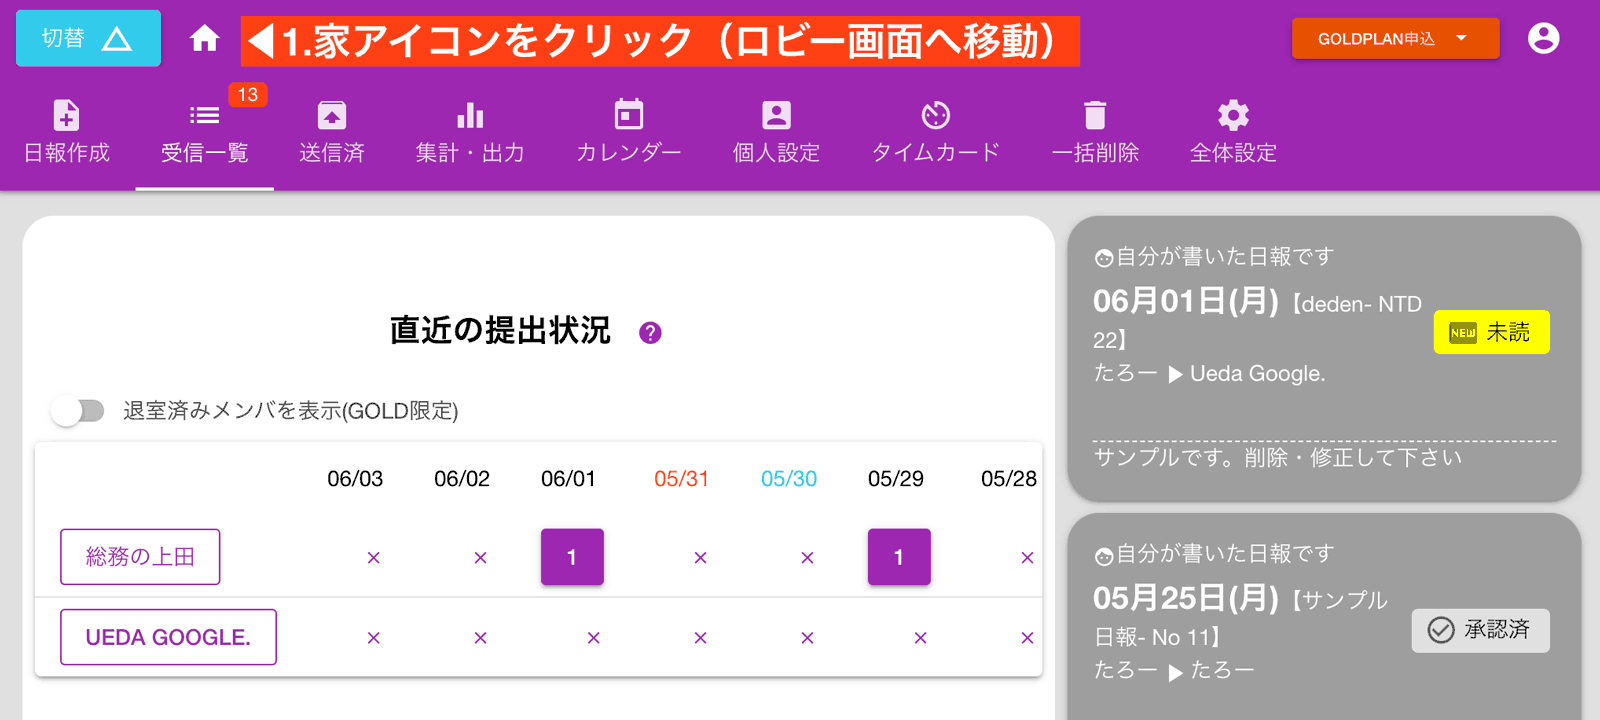 切替
◀1.家アイコンをクリック（ロビー画面へ移動）
GOLDPLAN申込
日報作成
受信一覧
13
送信済
集計・出力
カレンダー
個人設定
タイムカード
一括削除
全体設定
直近の提出状況 ?
退室済みメンバを表示(GOLD限定)
06/03 06/02 06/01 05/31 05/30 05/29 05/28
総務の上田 × × 1 × × 1 ×
UEDA GOOGLE. × × × × × × ×
自分が書いた日報です
06月01日(月)【deden- NTD
22】
たろー ▶ Ueda Google.
NEW 未読
サンプルです。削除・修正して下さい
自分が書いた日報です
05月25日(月)【サンプル
日報- No 11】
たろー ▶ たろー
承認済